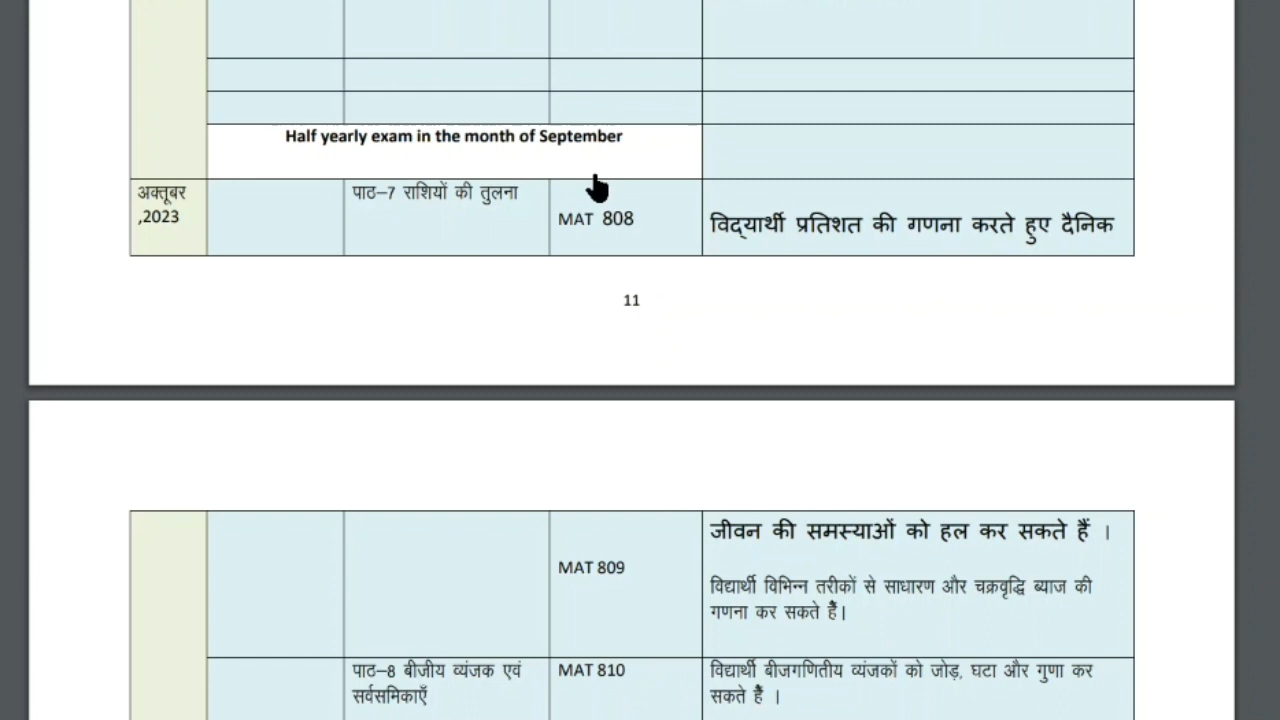 Half yearly exam in the month of September
अक्तूबर
,2023
पाठ–7 राशियों की तुलना
MAT 808
विद्यार्थी प्रतिशत की गणना करते हुए दैनिक
11
जीवन की समस्याओं को हल कर सकते हैं ।
MAT 809
विद्यार्थी विभिन्न तरीकों से साधारण और चक्रवृद्धि ब्याज की
गणना कर सकते हैं।
पाठ–8 बीजीय व्यंजक एवं
सर्वसमिकाएँ
MAT 810
विद्यार्थी बीजगणितीय व्यंजकों को जोड़, घटा और गुणा कर
सकते हैं ।